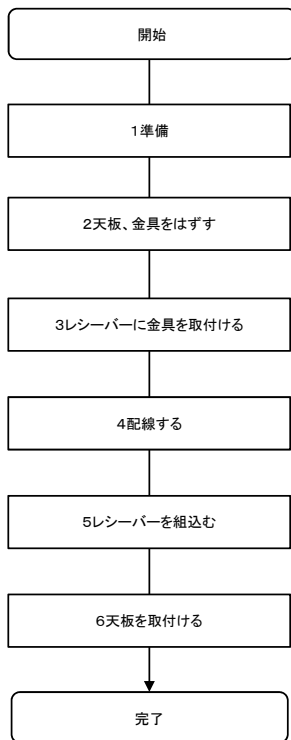 開始
1準備
2天板、金具をはずす
3レシーバーに金具を取付ける
4配線する
5レシーバーを組込む
6天板を取付ける
完了